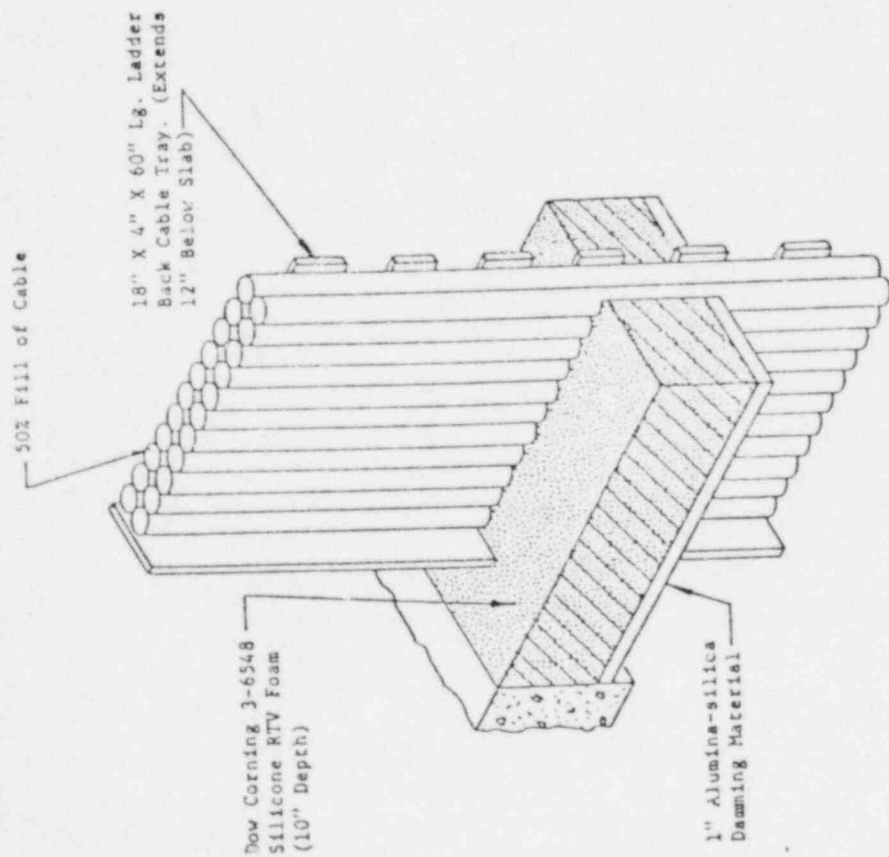 50% Fill of Cable
18" X 4" X 60" Lg. Ladder
Back Cable Tray. (Extends
12" Below Slab)
Dow Corning 3-6548
Silicone RTV Foam
(10" Depth)
1" Alumina-silica
Damming Material